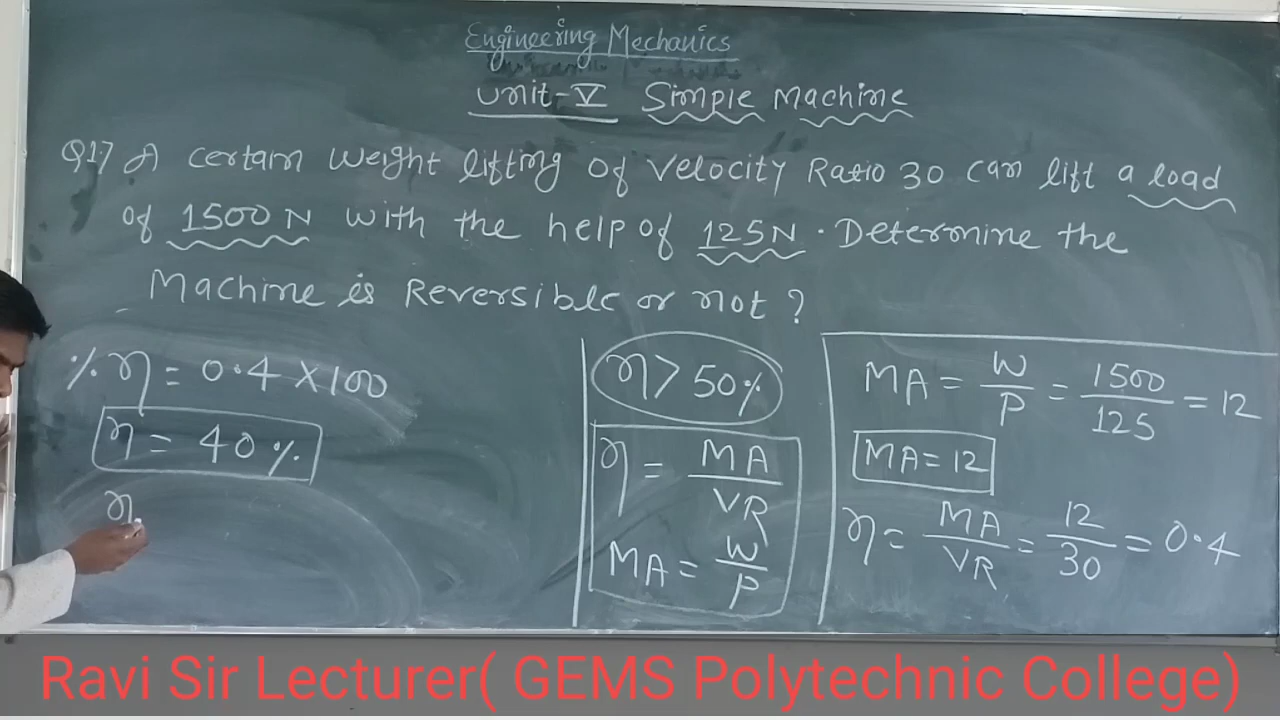 Engineering Mechanics
Unit-V Simple Machine
Q17 A certain Weight lifting of Velocity Ratio 30 can lift a load
of 1500 N with the help of 125N. Determine the
Machine is Reversible or not?
% η = 0.4 X 100
η = 40 %
η
η > 50%
η = MA / VR
MA = W / P
MA = W / P = 1500 / 125 = 12
MA = 12
η = MA / VR = 12 / 30 = 0.4
Ravi Sir Lecturer( GEMS Polytechnic College)